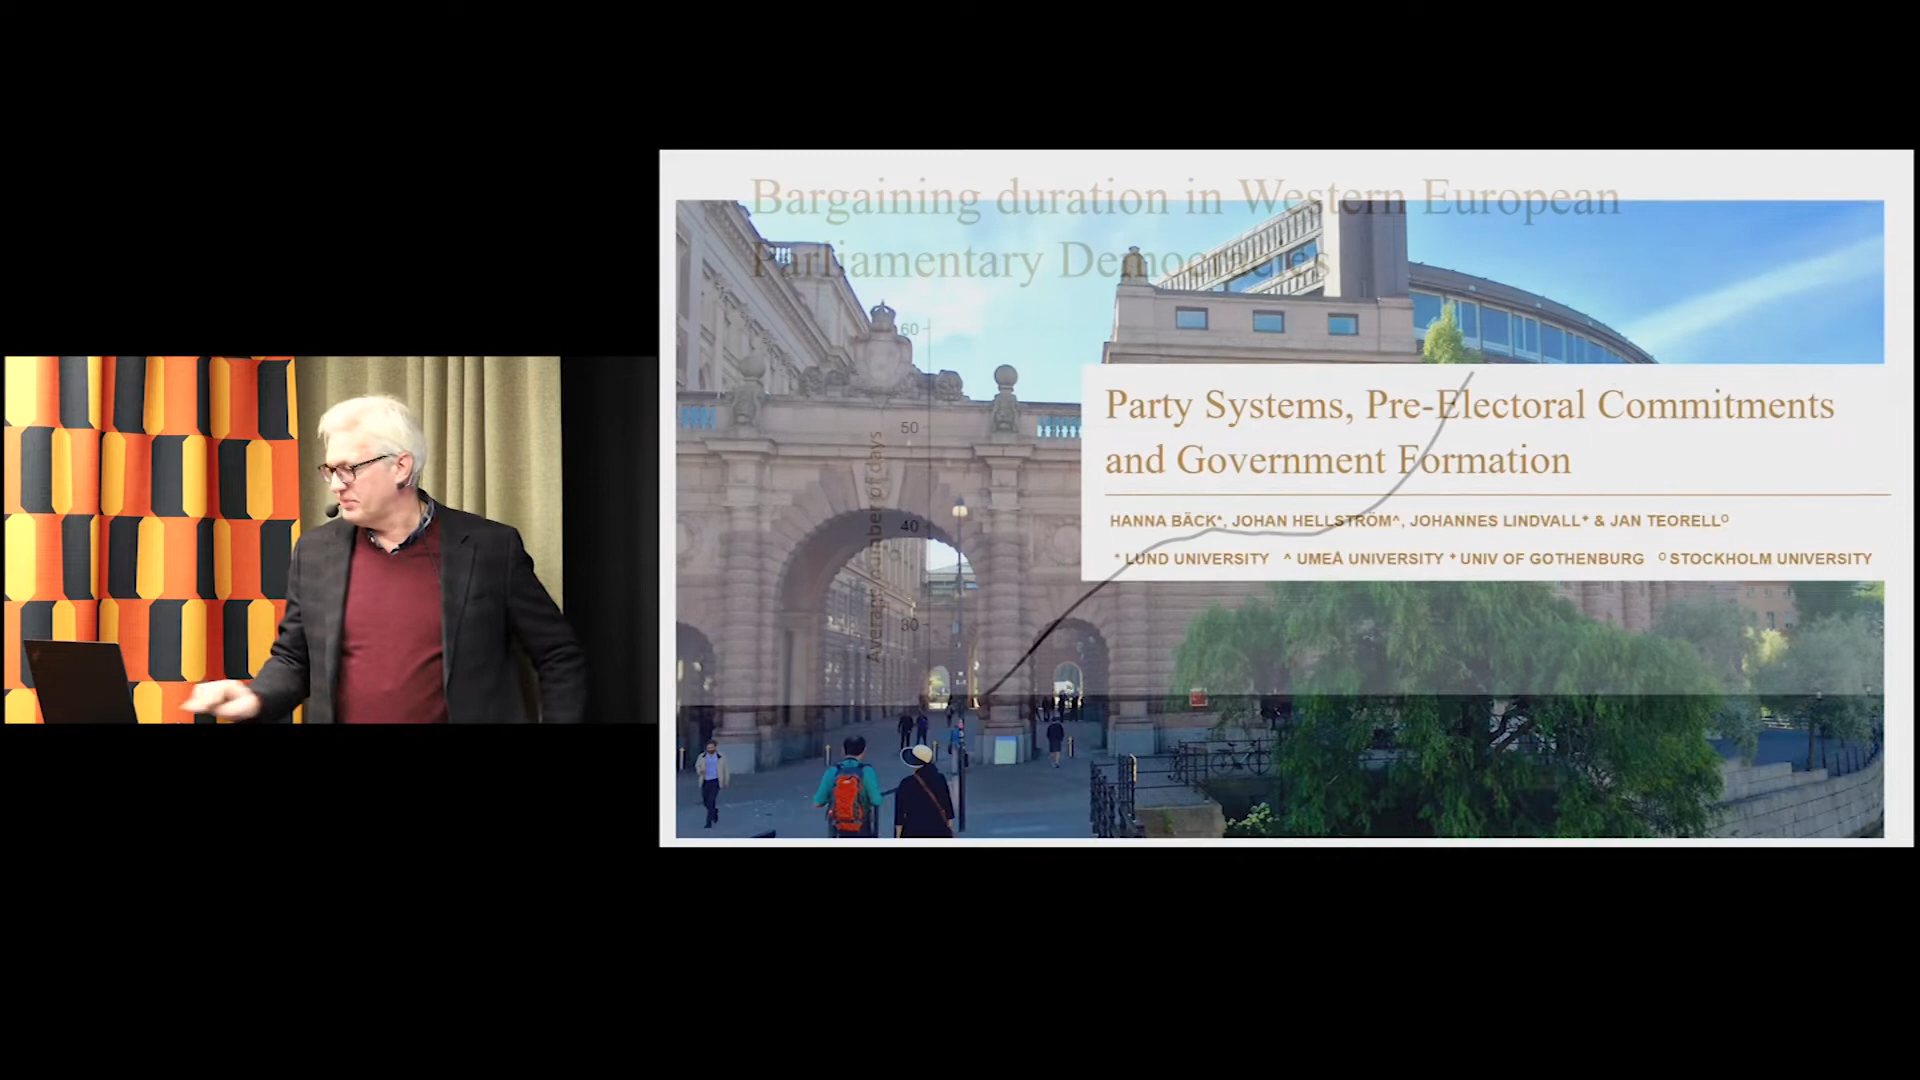 Bargaining duration in Western European
Parliamentary Democracies
60
50
40
30
Average number of days
Party Systems, Pre-Electoral Commitments
and Government Formation
HANNA BÄCK*, JOHAN HELLSTRÖM^, JOHANNES LINDVALL⁺ & JAN TEORELLᴼ
* LUND UNIVERSITY ^ UMEÅ UNIVERSITY ⁺ UNIV OF GOTHENBURG ᴼ STOCKHOLM UNIVERSITY